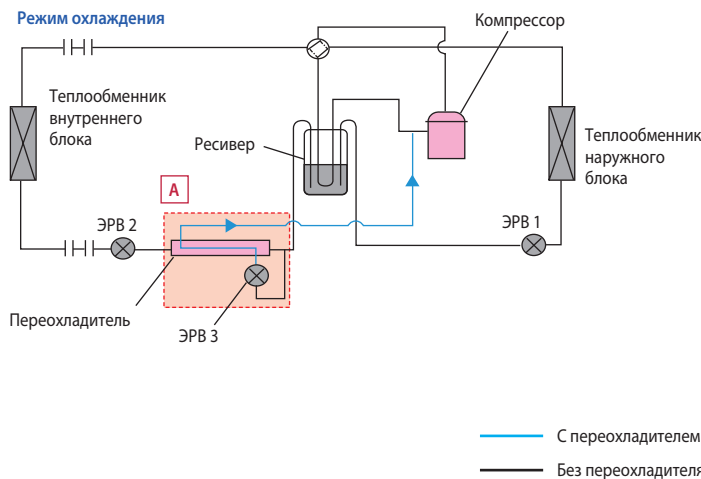 Режим охлаждения
Компрессор
Теплообменник
внутреннего
блока
Ресивер
Теплообменник
наружного
блока
А
ЭРВ 2
ЭРВ 1
Переохладитель
ЭРВ 3
С переохладителем
Без переохладителя